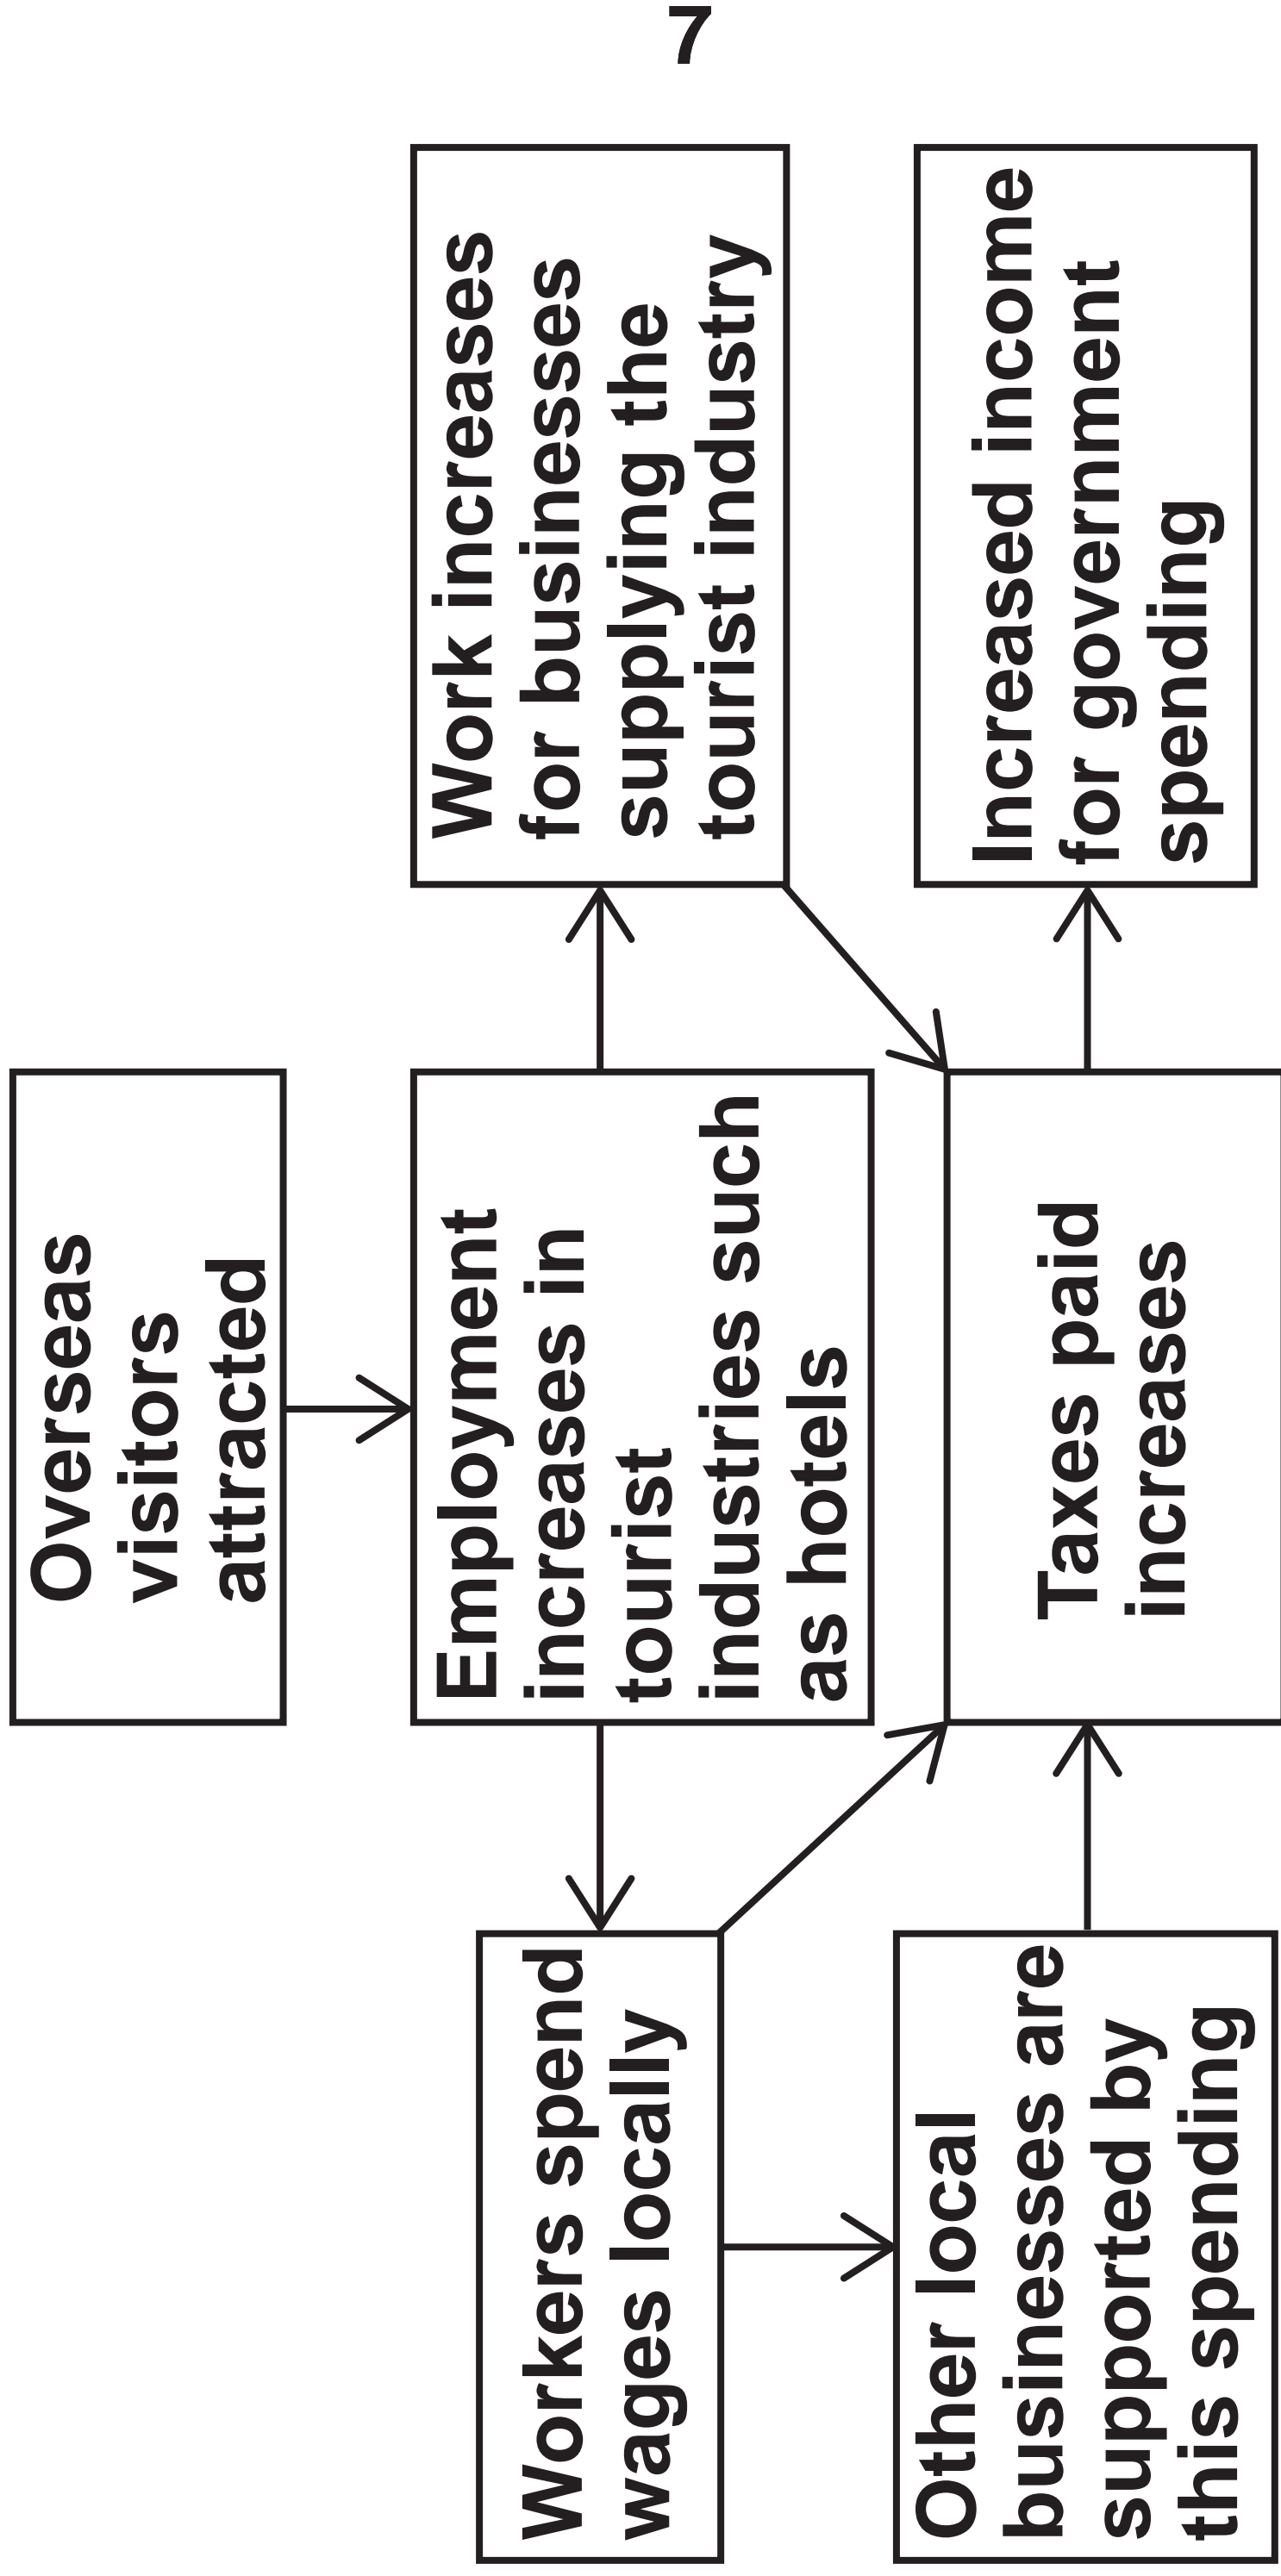 7
Overseas
visitors
attracted
Workers spend
wages locally
Employment
increases in
tourist
industries such
as hotels
Work increases
for businesses
supplying the
tourist industry
Other local
businesses are
supported by
this spending
Taxes paid
increases
Increased income
for government
spending